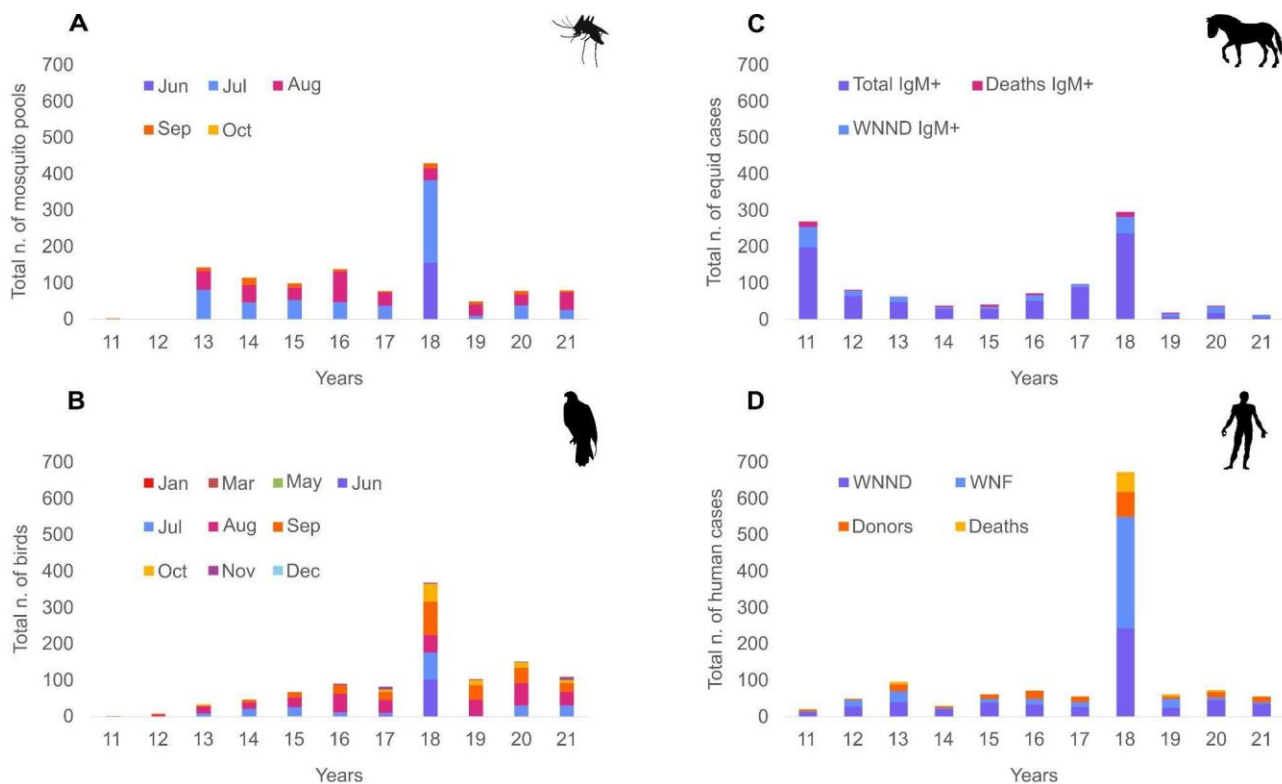 A
Total n. of mosquito pools
700
600
500
400
300
200
100
0
Jun Jul Aug
Sep Oct
11 12 13 14 15 16 17 18 19 20 21
Years
C
Total n. of equid cases
700
600
500
400
300
200
100
0
Total IgM+ Deaths IgM+
WNND IgM+
11 12 13 14 15 16 17 18 19 20 21
Years
B
Total n. of birds
700
600
500
400
300
200
100
0
Jan Mar May Jun
Jul Aug Sep
Oct Nov Dec
11 12 13 14 15 16 17 18 19 20 21
Years
D
Total n. of human cases
700
600
500
400
300
200
100
0
WNND WNF
Donors Deaths
11 12 13 14 15 16 17 18 19 20 21
Years